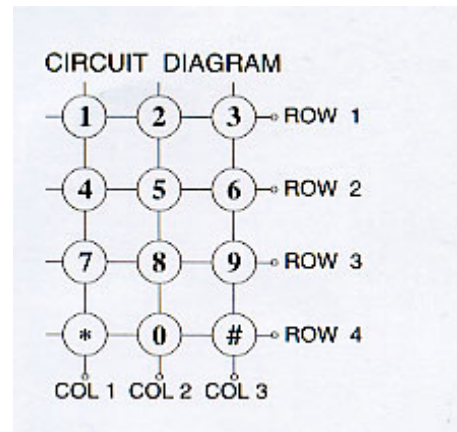 CIRCUIT DIAGRAM
1 2 3 ROW 1
4 5 6 ROW 2
7 8 9 ROW 3
* 0 # ROW 4
COL 1 COL 2 COL 3